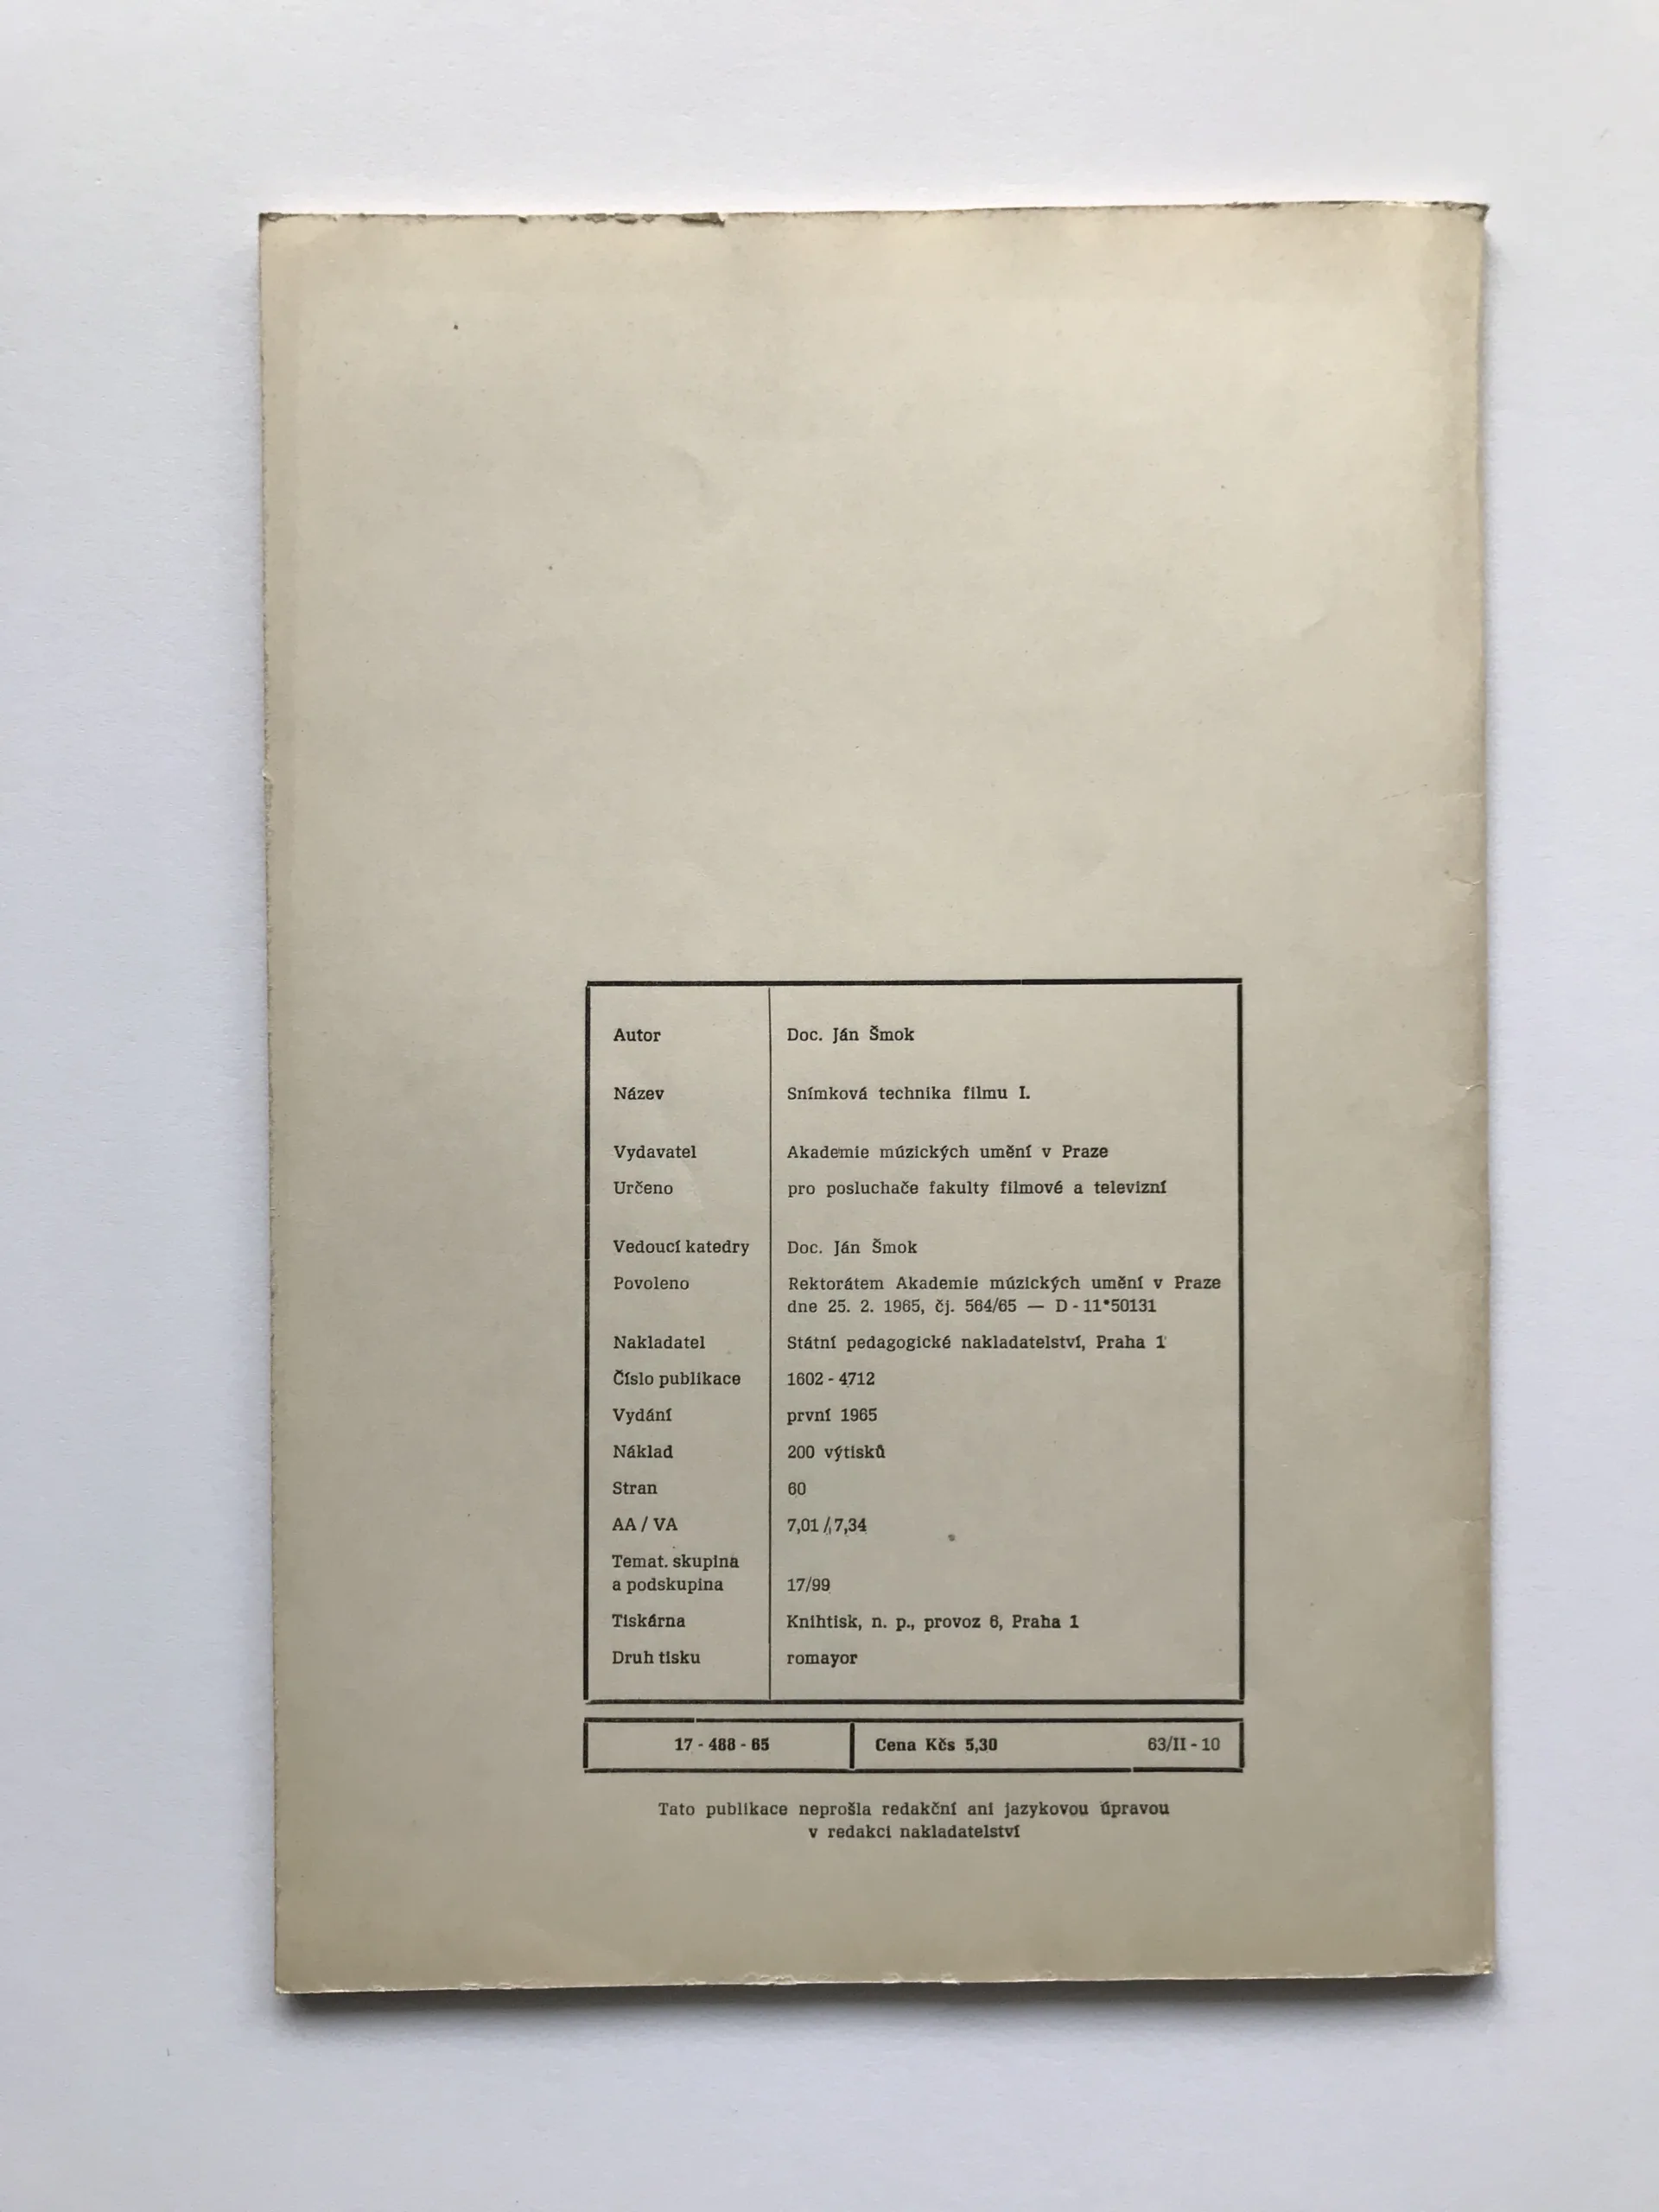 Autor Doc. Ján Šmok
Název Snímková technika filmu I.
Vydavatel Akademie múzických umění v Praze
Určeno pro posluchače fakulty filmové a televizní
Vedoucí katedry Doc. Ján Šmok
Povoleno Rektorátem Akademie múzických umění v Praze
dne 25. 2. 1965, čj. 564/65 — D - 11*50131
Nakladatel Státní pedagogické nakladatelství, Praha 1
Číslo publikace 1602 - 4712
Vydání první 1965
Náklad 200 výtisků
Stran 60
AA / VA 7,01 / 7,34
Temat. skupina
a podskupina 17/99
Tiskárna Knihtisk, n. p., provoz 6, Praha 1
Druh tisku romayor
17 - 488 - 65 Cena Kčs 5,30 63/II - 10
Tato publikace neprošla redakční ani jazykovou úpravou
v redakci nakladatelství